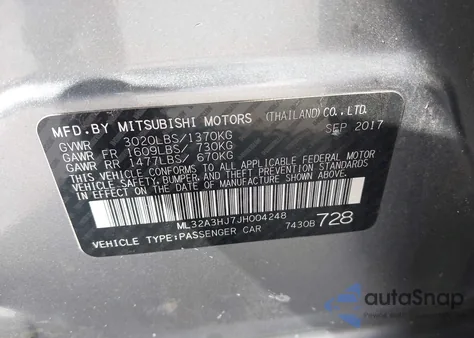 MFD.BY MITSUBISHI MOTORS (THAILAND) CO., LTD.
SEP 2017
GVWR 3020LBS/1370KG
GAWR FR 1609LBS/ 730KG
GAWR RR 1477LBS/ 670KG
THIS VEHICLE CONFORMS TO ALL APPLICABLE FEDERAL MOTOR
VEHICLE SAFETY, BUMPER, AND THEFT PREVENTION STANDARDS
IN EFFECT ON THE DATE OF MANUFACTURE SHOWN ABOVE.
ML32A3HJ7JH004248
VEHICLE TYPE:PASSENGER CAR 7430B 728
autoSnap